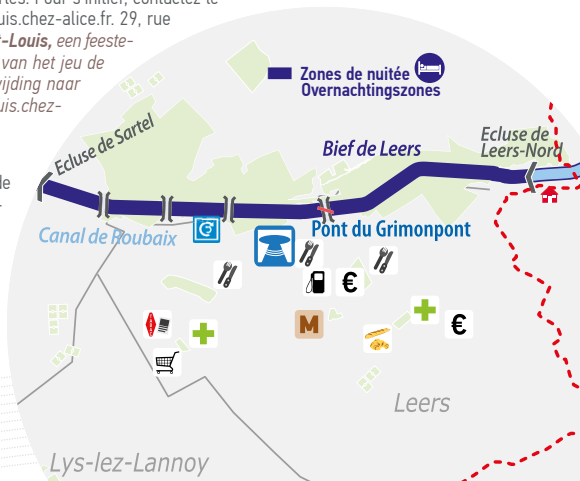 uis.chez-alice.fr. 29, rue
t-Louis, een feeste-
van het jeu de
vijding naar
uis.chez-
de
Zones de nuitée
Overnachtingszones
Ecluse de Sartel
Bief de Leers
Ecluse de
Leers-Nord
Canal de Roubaix
Pont du Grimonpont
€
M
€
Leers
Lys-lez-Lannoy